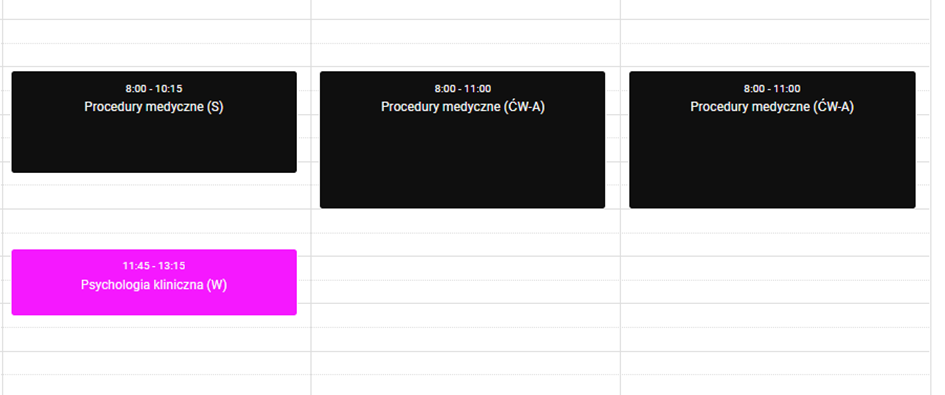 8:00 - 10:15
Procedury medyczne (S)
8:00 - 11:00
Procedury medyczne (ĆW-A)
8:00 - 11:00
Procedury medyczne (ĆW-A)
11:45 - 13:15
Psychologia kliniczna (W)